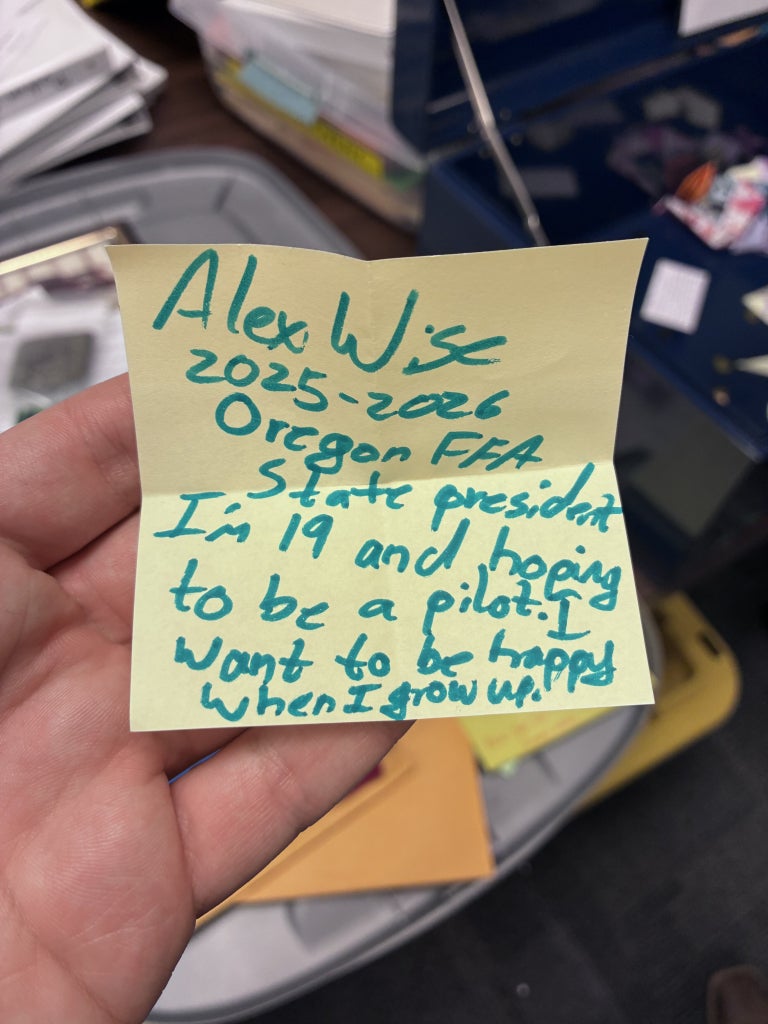 Alex Wise
2025-2026
Oregon FFA
State president
I'm 19 and hoping
to be a pilot. I
want to be happy
when I grow up.